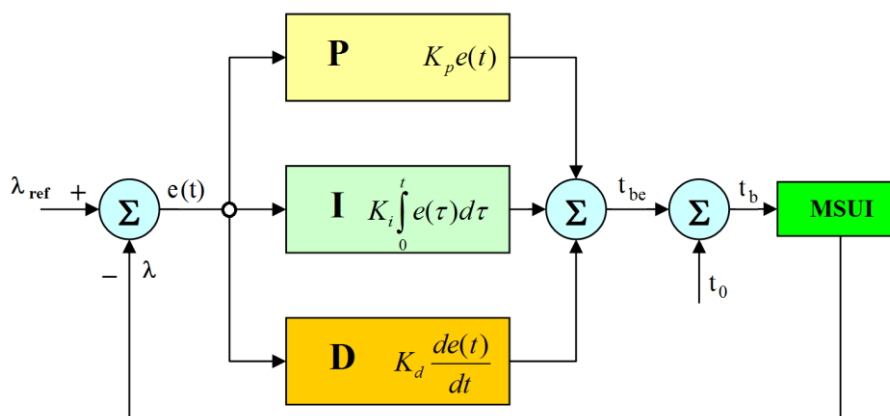 P K_p e(t)
λ_ref + Σ e(t)
I K_i ∫_0^t e(τ)dτ
Σ t_be Σ t_b MSUI
− λ
t_0
D K_d de(t)/dt